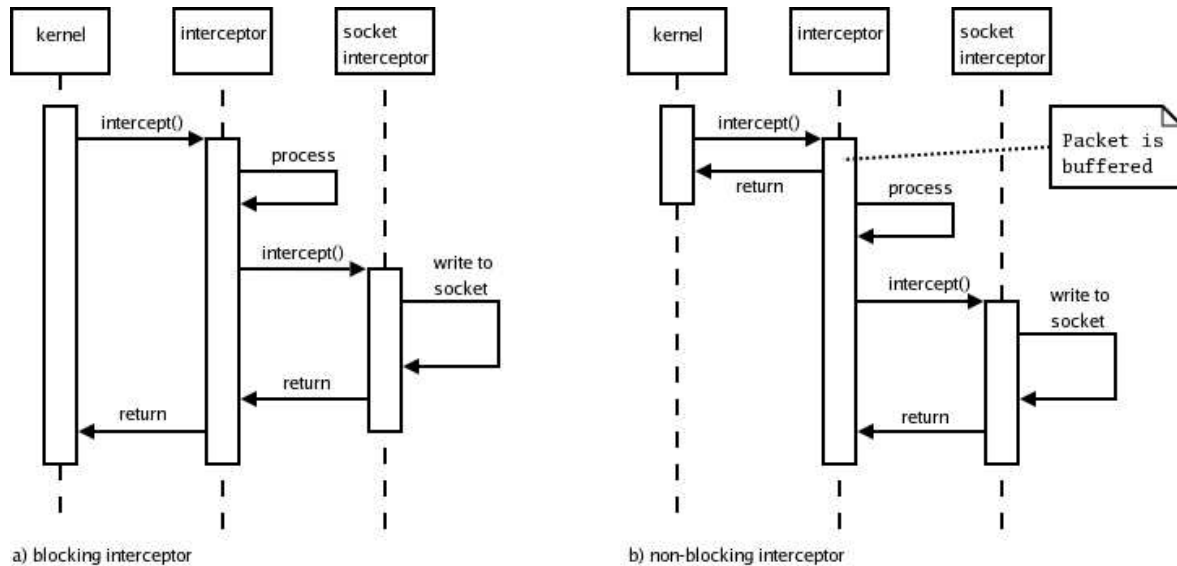 kernel
interceptor
socket
interceptor
intercept()
process
intercept()
write to
socket
return
return
a) blocking interceptor
kernel
interceptor
socket
interceptor
intercept()
Packet is
buffered
return
process
intercept()
write to
socket
return
b) non-blocking interceptor